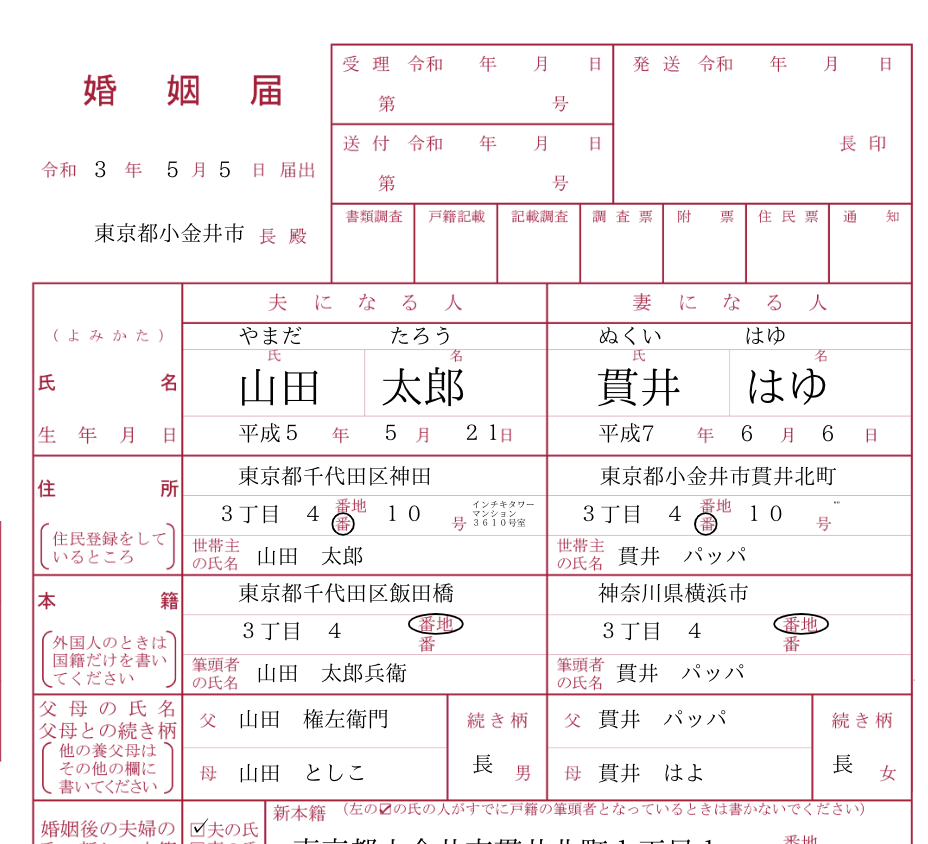 婚姻届
令和 3 年 5 月 5 日 届出
東京都小金井市 長 殿
受 理 令和 年 月 日
第 号
送 付 令和 年 月 日
第 号
発 送 令和 年 月 日
長 印
書類調査 戸籍記載 記載調査 調 査 票 附 票 住 民 票 通 知
夫 に な る 人 妻 に な る 人
(よみかた) やまだ たろう ぬくい はゆ
氏 名 氏 名
氏 名 山田 太郎 貫井 はゆ
生 年 月 日 平成5 年 5 月 21日 平成7 年 6 月 6 日
住 所 東京都千代田区神田 東京都小金井市貫井北町
3丁目 4 番地 番 10 号 インチキタワーマンション3610号室 3丁目 4 番地 番 10 号
(住民登録をしているところ)
世帯主の氏名 山田 太郎 世帯主の氏名 貫井 パッパ
本 籍 東京都千代田区飯田橋 神奈川県横浜市
3丁目 4 番地 番 3丁目 4 番地 番
(外国人のときは国籍だけを書いてください)
筆頭者の氏名 山田 太郎兵衛 筆頭者の氏名 貫井 パッパ
父母の氏名
父母との続き柄
(他の養父母はその他の欄に書いてください)
父 山田 権左衛門 続き柄 父 貫井 パッパ 続き柄
母 山田 としこ 長 男 母 貫井 はよ 長 女
婚姻後の夫婦の ☑夫の氏 新本籍 (左の☑の氏の人がすでに戸籍の筆頭者となっているときは書かないでください)
東京都小金井市貫井北町1丁目1 番地